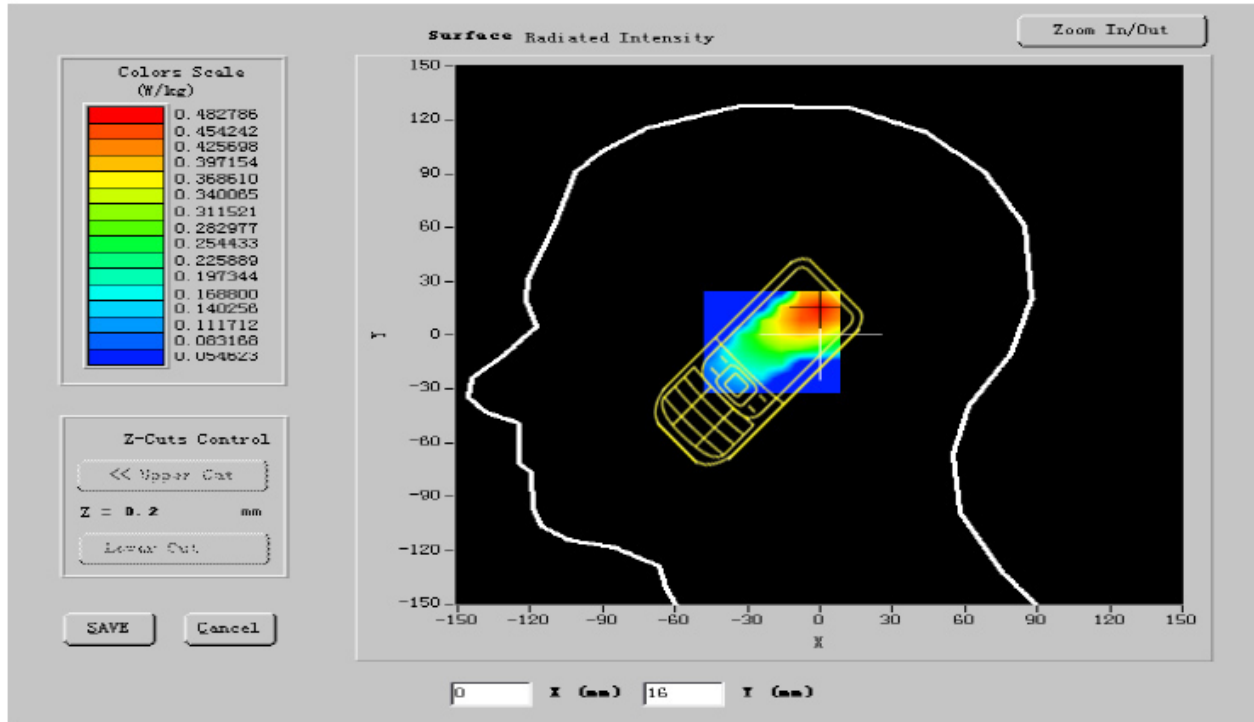 Surface Radiated Intensity
Zoom In/Out
Colors Scale
(W/kg)
0.482786
0.454242
0.425698
0.397154
0.368610
0.340065
0.311521
0.282977
0.254433
0.225889
0.197344
0.168800
0.140256
0.111712
0.083168
0.054623
Z-Cuts Control
<< Upper Cut
Z = 0.2 mm
Lower Cut
SAVE
Cancel
150
120
90
60
30
0
-30
-60
-90
-120
-150
Y
-150 -120 -90 -60 -30 0 30 60 90 120 150
X
0 X (mm) 16 Y (mm)